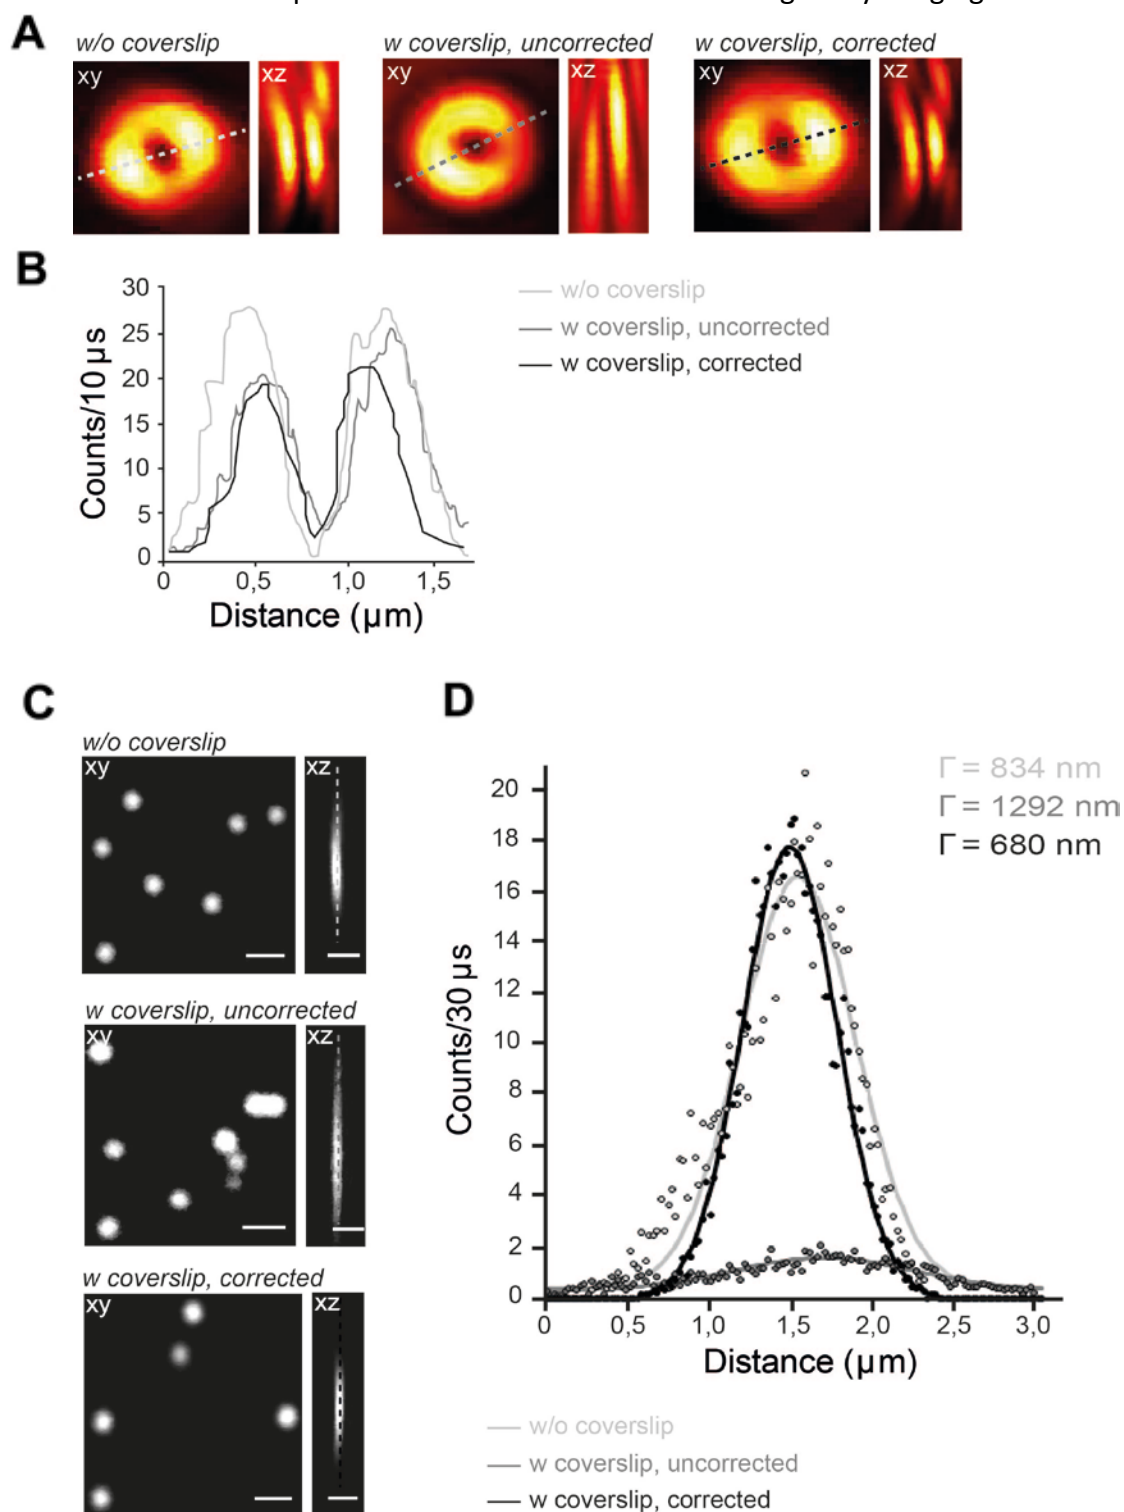 A
w/o coverslip
w coverslip, uncorrected
w coverslip, corrected
xy
xz
xy
xz
xy
xz
B
30
25
20
15
10
5
0
Counts/10 µs
0
0,5
1,0
1,5
Distance (µm)
w/o coverslip
w coverslip, uncorrected
w coverslip, corrected
C
w/o coverslip
xy
xz
w coverslip, uncorrected
xy
xz
w coverslip, corrected
xy
xz
D
Γ = 834 nm
Γ = 1292 nm
Γ = 680 nm
20
18
16
14
12
10
8
6
4
2
0
Counts/30 µs
0
0,5
1,0
1,5
2,0
2,5
3,0
Distance (µm)
w/o coverslip
w coverslip, uncorrected
w coverslip, corrected